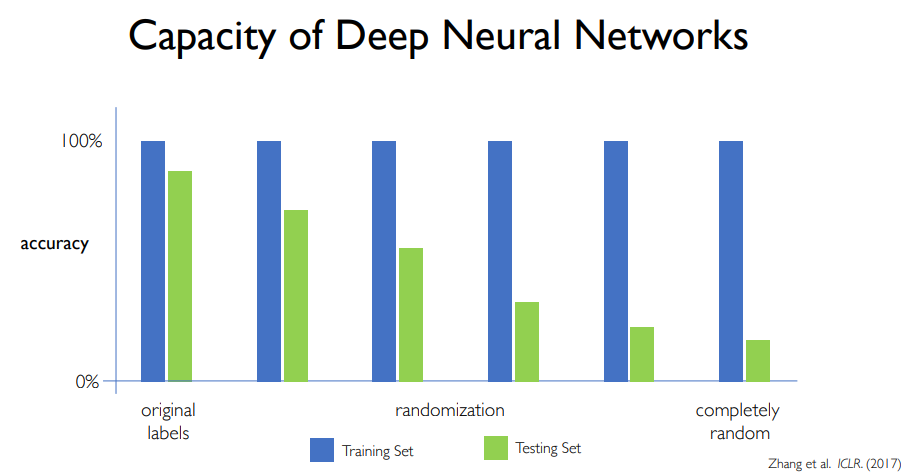 Capacity of Deep Neural Networks
100%
accuracy
0%
original
labels
randomization
completely
random
Training Set
Testing Set
Zhang et al. ICLR. (2017)